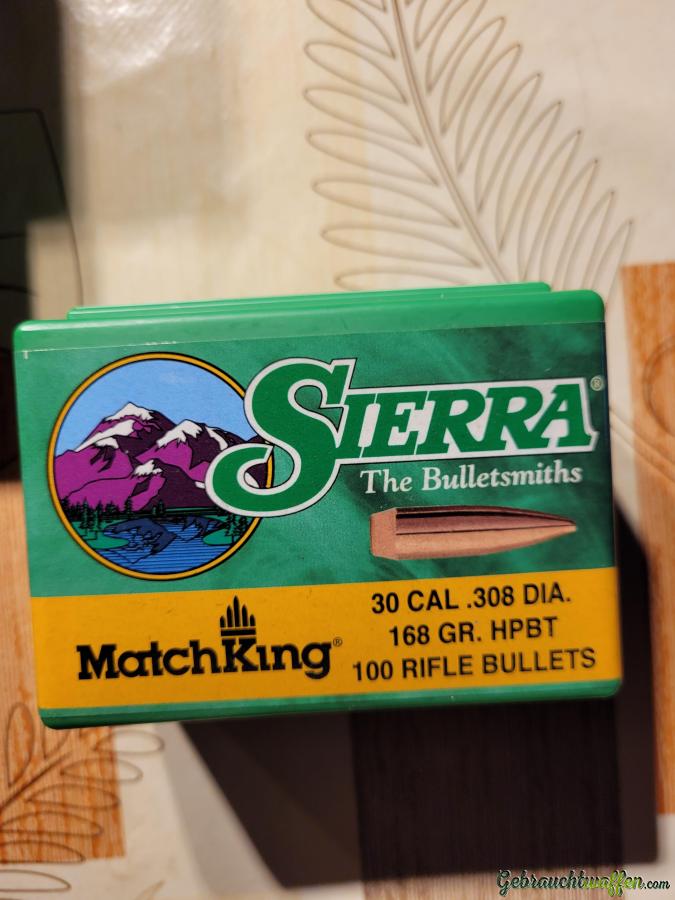 SIERRA®
The Bulletsmiths
30 CAL .308 DIA.
168 GR. HPBT
MatchKing®
100 RIFLE BULLETS
Gebrauchtwaffen.com